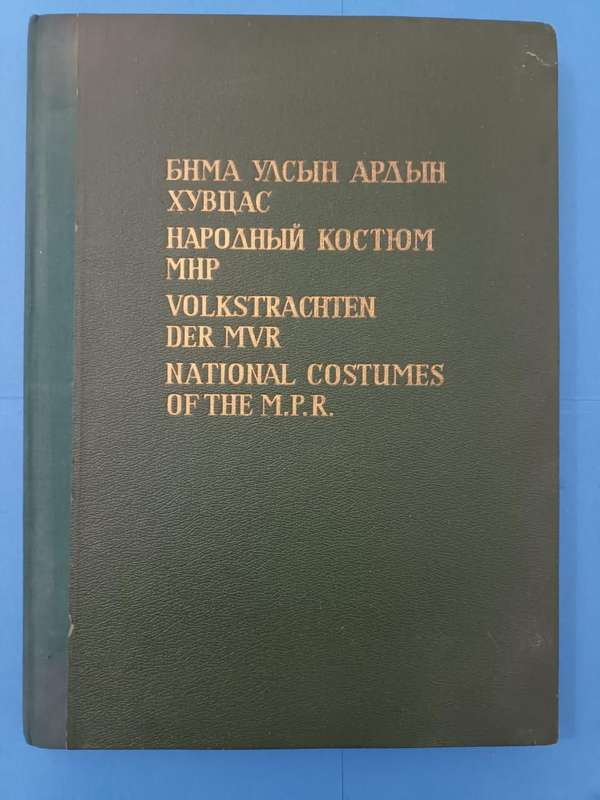 БНМА УЛСЫН АРДЫН
ХУВЦАС
НАРОДНЫЙ КОСТЮМ
МНР
VOLKSTRACHTEN
DER MVR
NATIONAL COSTUMES
OF THE M.P.R.